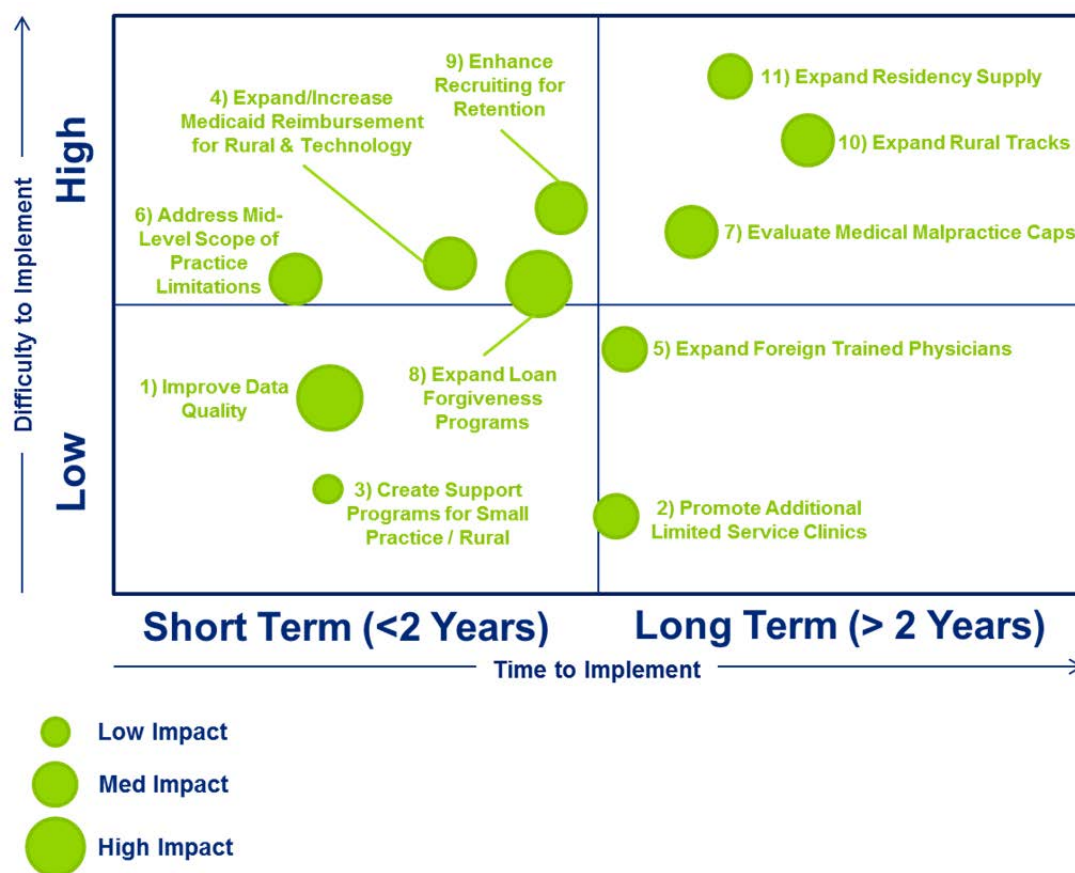 9) Enhance
Recruiting for
Retention
11) Expand Residency Supply
4) Expand/Increase
Medicaid Reimbursement
for Rural & Technology
10) Expand Rural Tracks
6) Address Mid-
Level Scope of
Practice
Limitations
7) Evaluate Medical Malpractice Caps
High
Difficulty to Implement
5) Expand Foreign Trained Physicians
1) Improve Data
Quality
8) Expand Loan
Forgiveness
Programs
Low
3) Create Support
Programs for Small
Practice / Rural
2) Promote Additional
Limited Service Clinics
Short Term (<2 Years)
Long Term (> 2 Years)
Time to Implement
Low Impact
Med Impact
High Impact